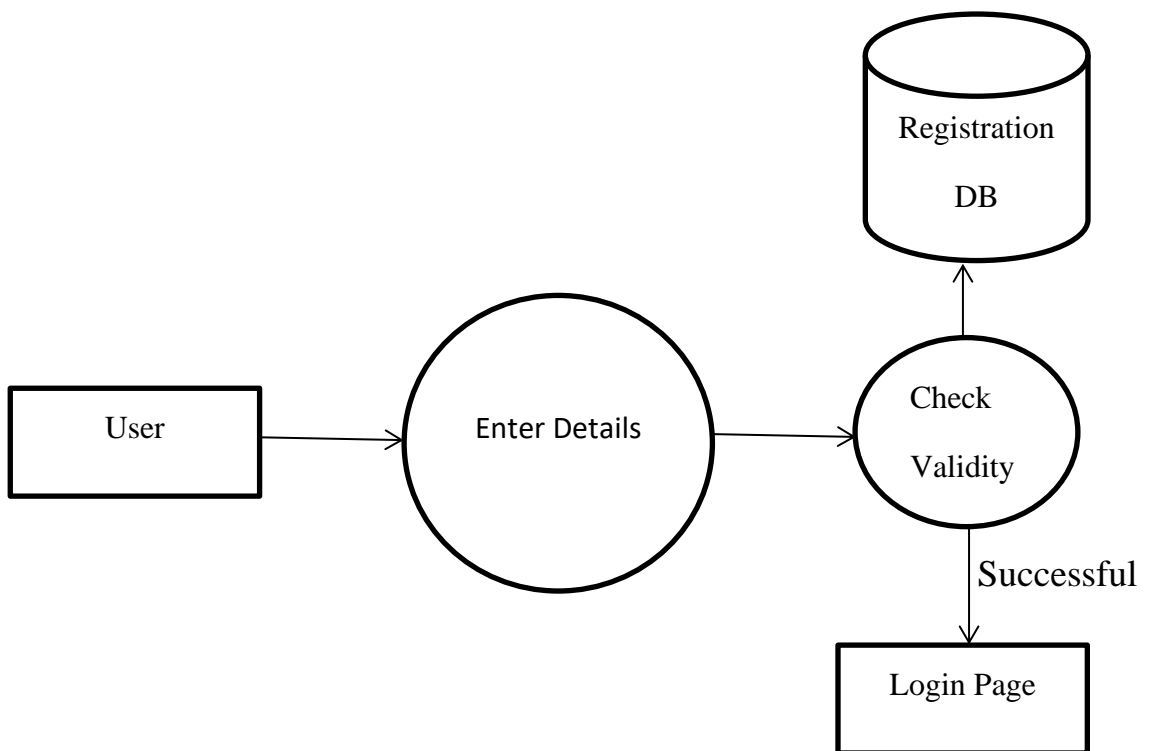 Registration
DB
User
Enter Details
Check
Validity
Successful
Login Page